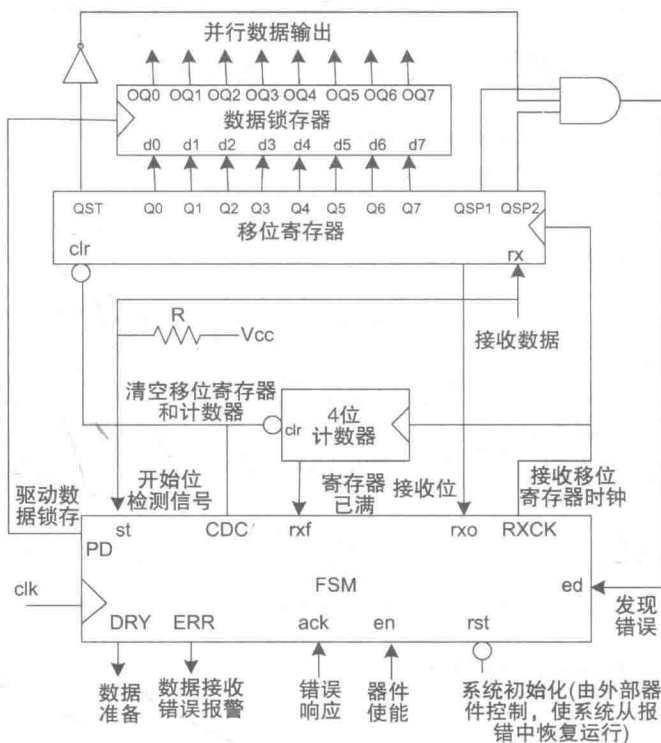 并行数据输出
OQ0 OQ1 OQ2 OQ3 OQ4 OQ5 OQ6 OQ7
数据锁存器
d0 d1 d2 d3 d4 d5 d6 d7
QST Q0 Q1 Q2 Q3 Q4 Q5 Q6 Q7 QSP1 QSP2
移位寄存器
clr
rx
R
Vcc
接收数据
清空移位寄存器
和计数器
clr
4位
计数器
驱动数
据锁存
开始位
检测信号
寄存器
已满
接收位
接收移位
寄存器时钟
st CDC rxf rxo RXCK
PD
FSM
clk
ed
发现
错误
DRY ERR ack en rst
数据
准备
数据接收
错误报警
错误
响应
器件
使能
系统初始化(由外部器
件控制，使系统从报
错中恢复运行)